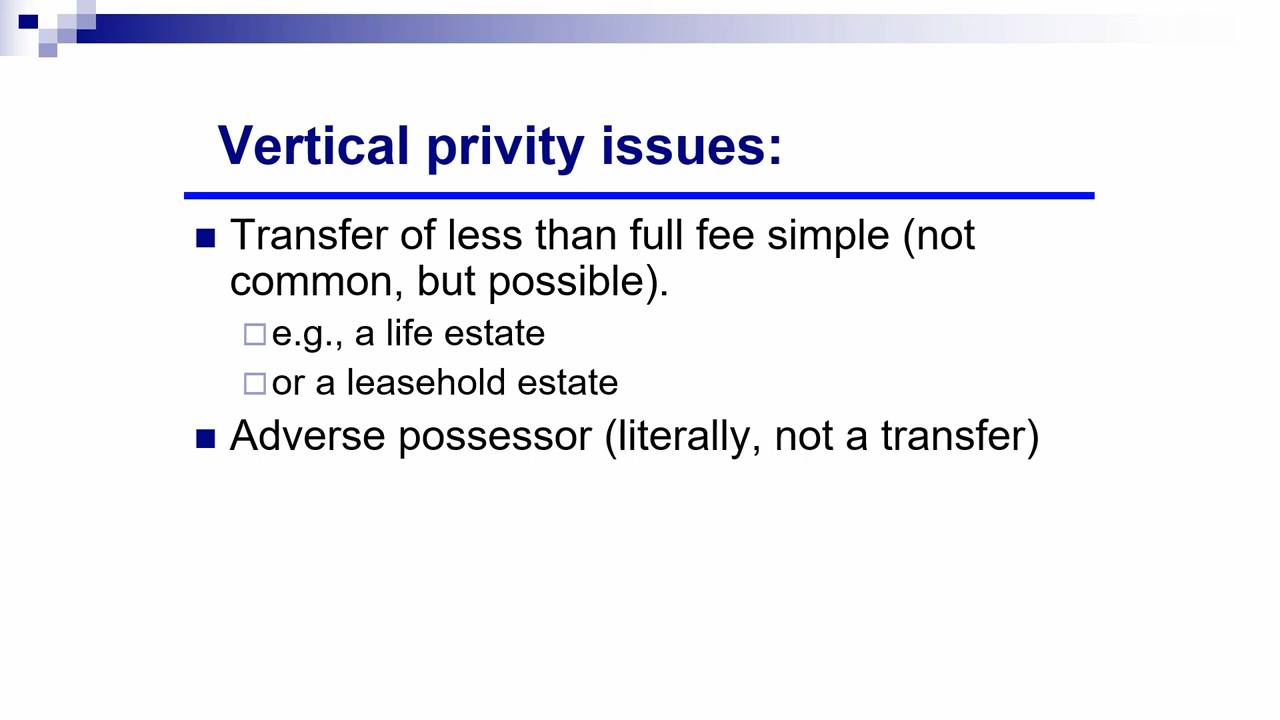 Vertical privity issues:
Transfer of less than full fee simple (not
common, but possible).
e.g., a life estate
or a leasehold estate
Adverse possessor (literally, not a transfer)